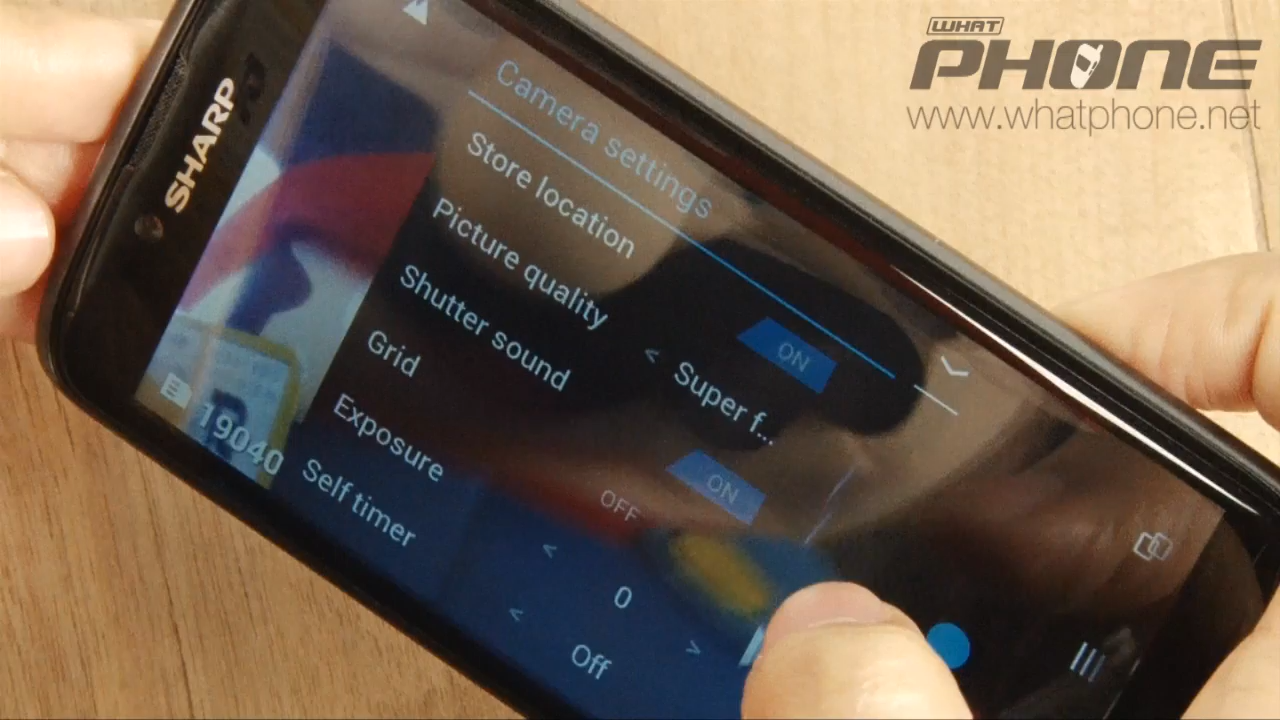 WHAT
PHONE
www.whatphone.net
SHARP
Camera settings
Store location
ON
Picture quality
< Super f...
Shutter sound
ON
Grid
OFF
Exposure
< 0 >
Self timer
< Off
19040